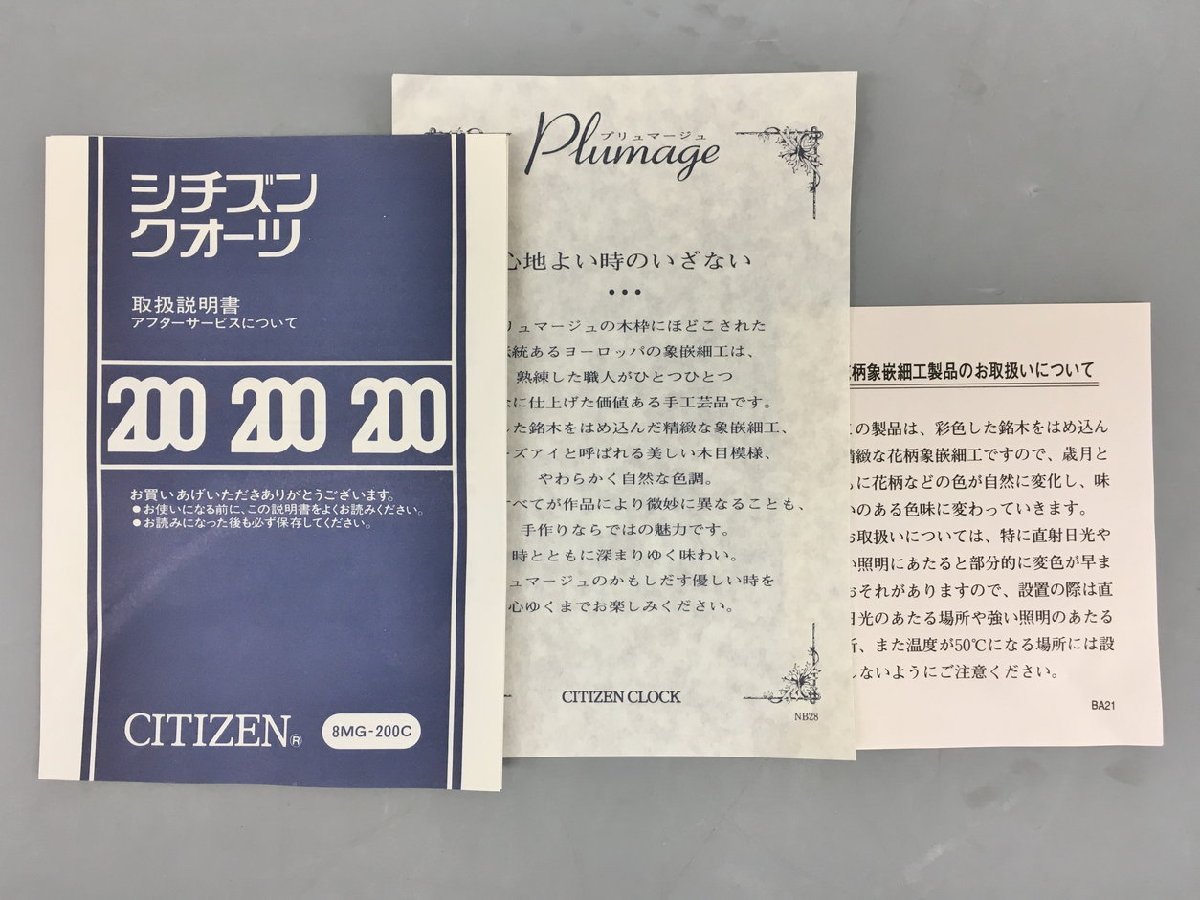 シチズン
クオーツ
取扱説明書
アフターサービスについて
200 200 200
お買いあげいただきありがとうございます。
●お使いになる前に、この説明書をよくお読みください。
●お読みになった後も必ず保存してください。
CITIZEN®
8MG-200C
プリュマージュ
Plumage
心地よい時のいざない
•••
リュマージュの木枠にほどこされた
統あるヨーロッパの象嵌細工は、
熟練した職人がひとつひとつ
に仕上げた価値ある手工芸品です。
した銘木をはめ込んだ精緻な象嵌細工、
ーズアイと呼ばれる美しい木目模様、
やわらかく自然な色調。
べてが作品により微妙に異なることも、
手作りならではの魅力です。
時とともに深まりゆく味わい。
ュマージュのかもしだす優しい時を
心ゆくまでお楽しみください。
CITIZEN CLOCK
NB28
柄象嵌細工製品のお取扱いについて
の製品は、彩色した銘木をはめ込ん
精緻な花柄象嵌細工ですので、歳月と
に花柄などの色が自然に変化し、味
のある色味に変わっていきます。
お取扱いについては、特に直射日光や
照明にあたると部分的に変色が早ま
おそれがありますので、設置の際は直
日光のあたる場所や強い照明のあたる
、また温度が50℃になる場所には設
しないようにご注意ください。
BA21